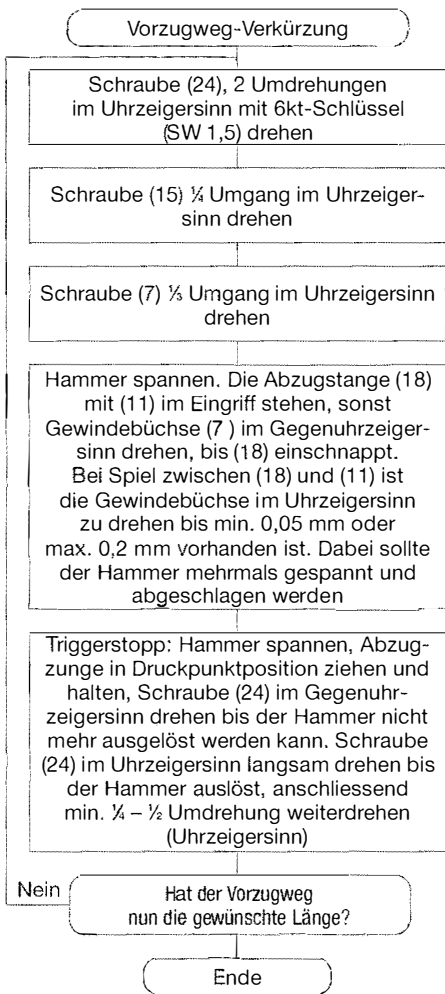 Vorzugweg-Verkürzung
Schraube (24), 2 Umdrehungen
im Uhrzeigersinn mit 6kt-Schlüssel
(SW 1,5) drehen
Schraube (15) ¼ Umgang im Uhrzeiger-
sinn drehen
Schraube (7) ⅓ Umgang im Uhrzeigersinn
drehen
Hammer spannen. Die Abzugstange (18)
mit (11) im Eingriff stehen, sonst
Gewindebüchse (7 ) im Gegenuhrzeiger-
sinn drehen, bis (18) einschnappt.
Bei Spiel zwischen (18) und (11) ist
die Gewindebüchse im Uhrzeigersinn
zu drehen bis min. 0,05 mm oder
max. 0,2 mm vorhanden ist. Dabei sollte
der Hammer mehrmals gespannt und
abgeschlagen werden
Triggerstopp: Hammer spannen, Abzug-
zunge in Druckpunktposition ziehen und
halten, Schraube (24) im Gegenuhr-
zeigersinn drehen bis der Hammer nicht
mehr ausgelöst werden kann. Schraube
(24) im Uhrzeigersinn langsam drehen bis
der Hammer auslöst, anschliessend
min. ¼ – ½ Umdrehung weiterdrehen
(Uhrzeigersinn)
Nein
Hat der Vorzugweg
nun die gewünschte Länge?
Ende